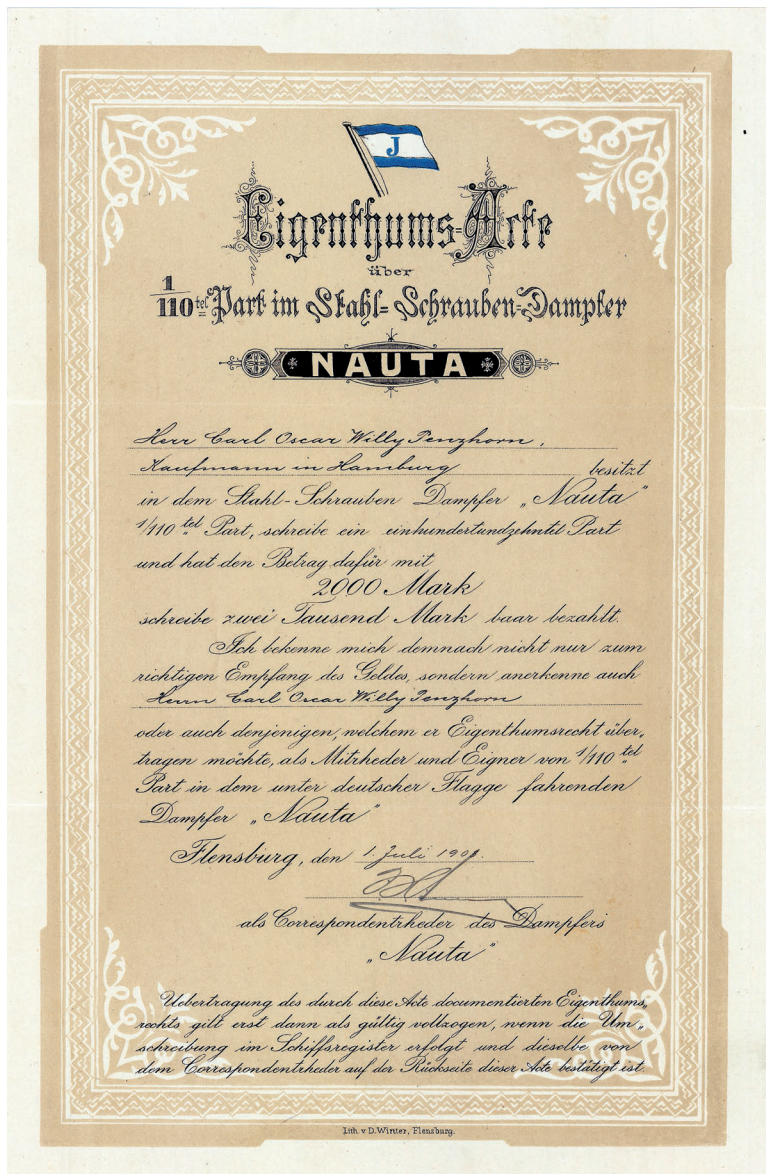 J
Eigenthums-Acte
über
1/110 tel Part im Stahl-Schrauben-Dampfer
NAUTA
Herr Carl Oscar Willy Penzhorn,
Kaufmann in Hamburg besitzt
in dem Stahl-Schrauben Dampfer „Nauta“
1/110 tel Part, schreibe ein einhundertundzehntel Part
und hat den Betrag dafür mit
2000 Mark
schreibe zwei Tausend Mark baar bezahlt.
Ich bekenne mich demnach nicht nur zum
richtigen Empfang des Geldes, sondern anerkenne auch
Herrn Carl Oscar Willy Penzhorn
oder auch denjenigen, welchem er Eigenthumsrecht über-
tragen möchte, als Mitrheder und Eigner von 1/110 tel
Part in dem unter deutscher Flagge fahrenden
Dampfer „Nauta“
Flensburg, den 1. Juli
als Correspondentrheder des Dampfers
„Nauta“
Uebertragung des durch diese Acte documentierten Eigenthums-
rechts gilt erst dann als gültig vollzogen, wenn die Um-
schreibung im Schiffsregister erfolgt und dieselbe von
dem Correspondentrheder auf der Rückseite dieser Acte bestätigt ist.
Lith. v. D. Winter, Flensburg.